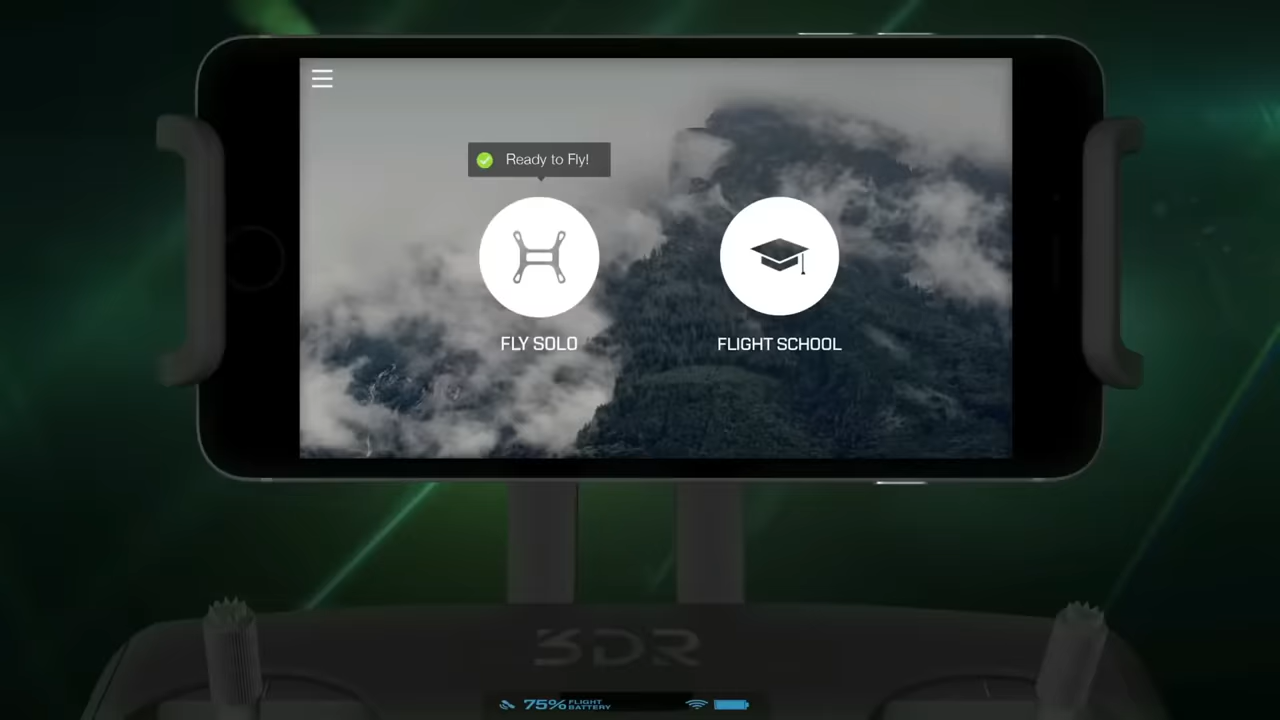 Ready to Fly!
FLY SOLO
FLIGHT SCHOOL
3DR
75% FLIGHT BATTERY